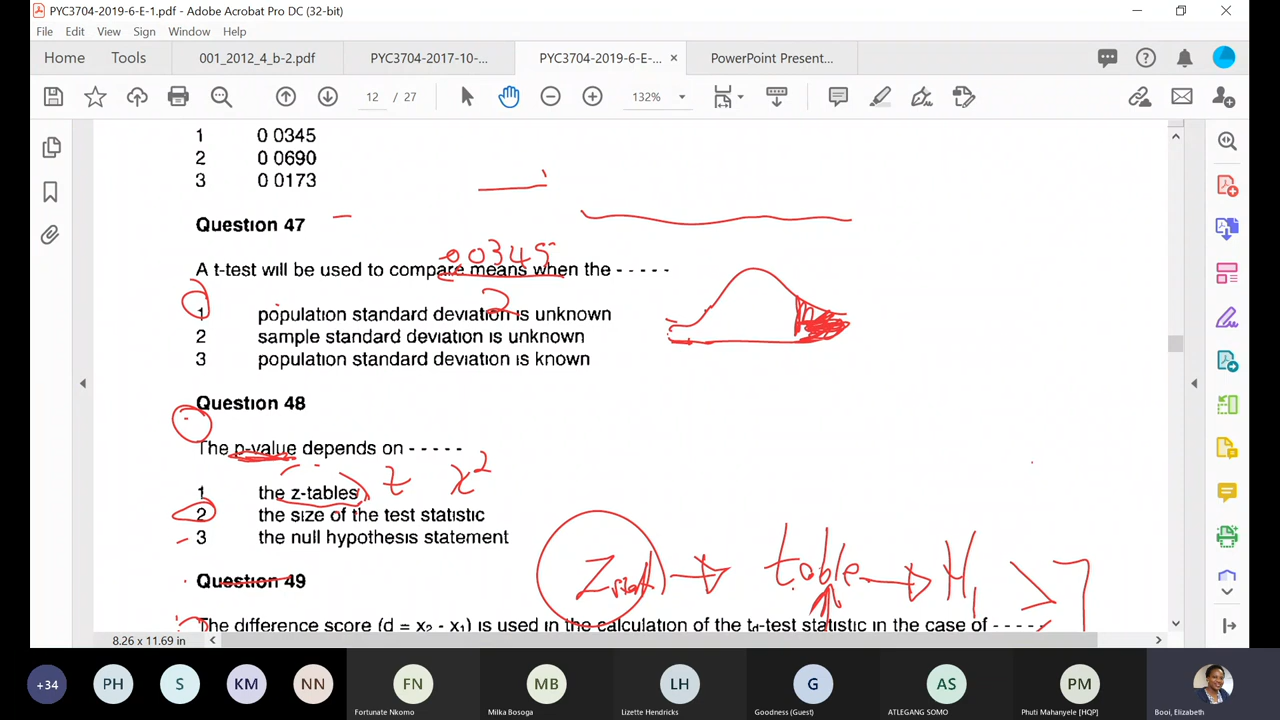 PYC3704-2019-6-E-1.pdf - Adobe Acrobat Pro DC (32-bit)
File Edit View Sign Window Help
Home Tools 001_2012_4_b-2.pdf PYC3704-2017-10-... PYC3704-2019-6-E-... × PowerPoint Present...
12 / 27 132%
1 0 0345
2 0 0690
3 0 0173
Question 47
0 0345
A t-test will be used to compare means when the - - - - -
2
1 population standard deviation is unknown
2 sample standard deviation is unknown
3 population standard deviation is known
Question 48
The p-value depends on - - - - -
z x²
1 the z-tables
2 the size of the test statistic
3 the null hypothesis statement
Zstat → table → H₁ >
Question 49
The difference score (d = x₂ - x₁) is used in the calculation of the t_d-test statistic in the case of - - - - -
8.26 x 11.69 in
+34 PH S KM NN FN MB LH G AS PM
Fortunate Nkomo Milka Bosoga Lizette Hendricks Goodness (Guest) ATLEGANG SOMO Phuti Mahanyele [HQP] Booi, Elizabeth